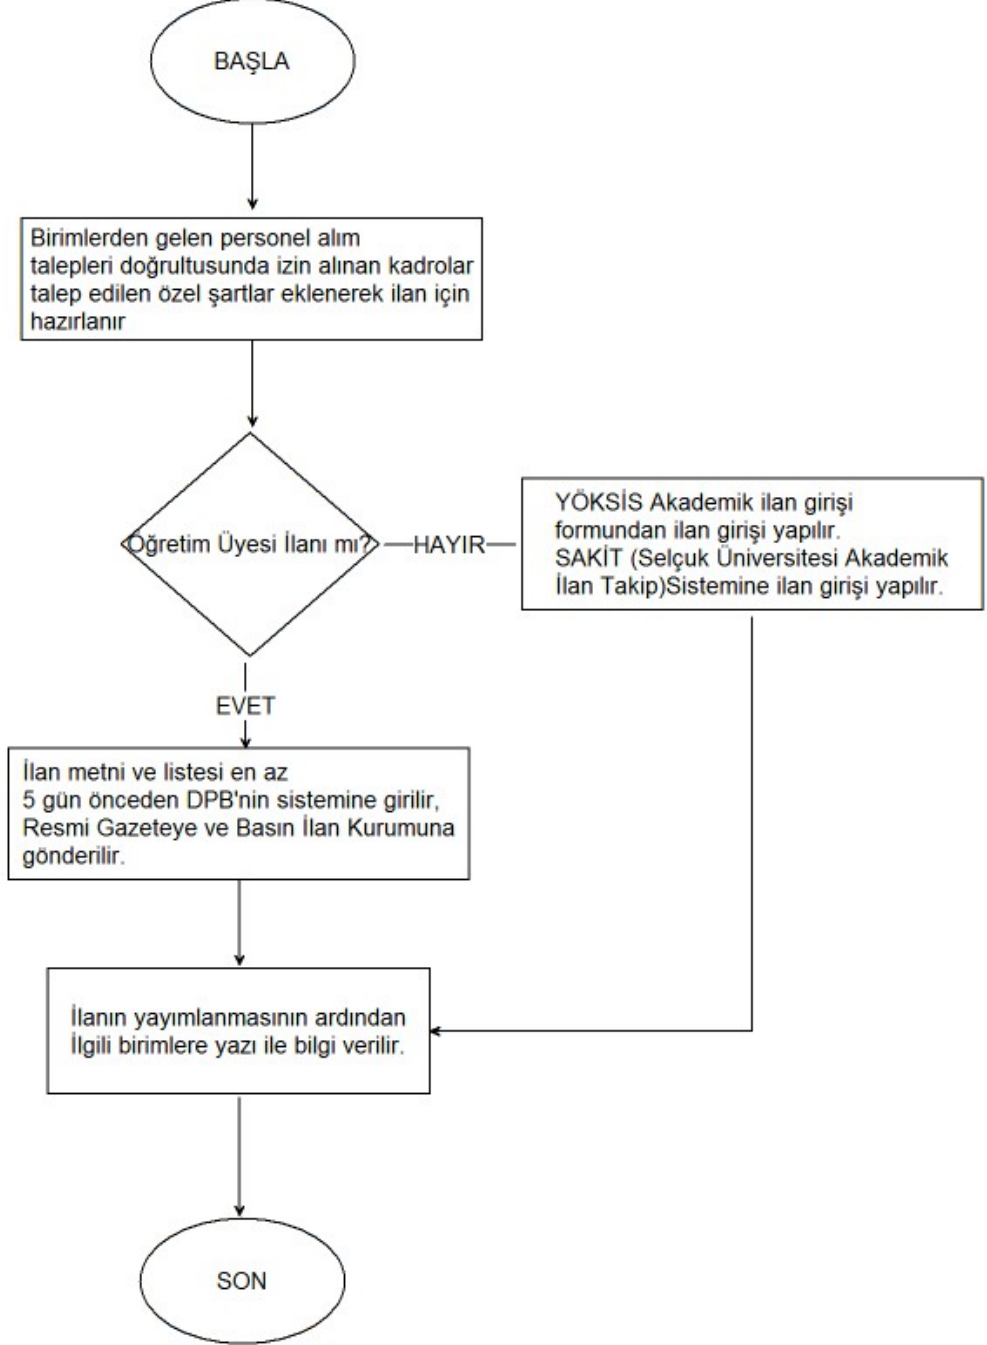 BAŞLA
Birimlerden gelen personel alım
talepleri doğrultusunda izin alınan kadrolar
talep edilen özel şartlar eklenerek ilan için
hazırlanır
Öğretim Üyesi İlanı mı?
HAYIR
YÖKSİS Akademik ilan girişi
formundan ilan girişi yapılır.
SAKİT (Selçuk Üniversitesi Akademik
İlan Takip)Sistemine ilan girişi yapılır.
EVET
İlan metni ve listesi en az
5 gün önceden DPB'nin sistemine girilir,
Resmi Gazeteye ve Basın İlan Kurumuna
gönderilir.
İlanın yayımlanmasının ardından
İlgili birimlere yazı ile bilgi verilir.
SON